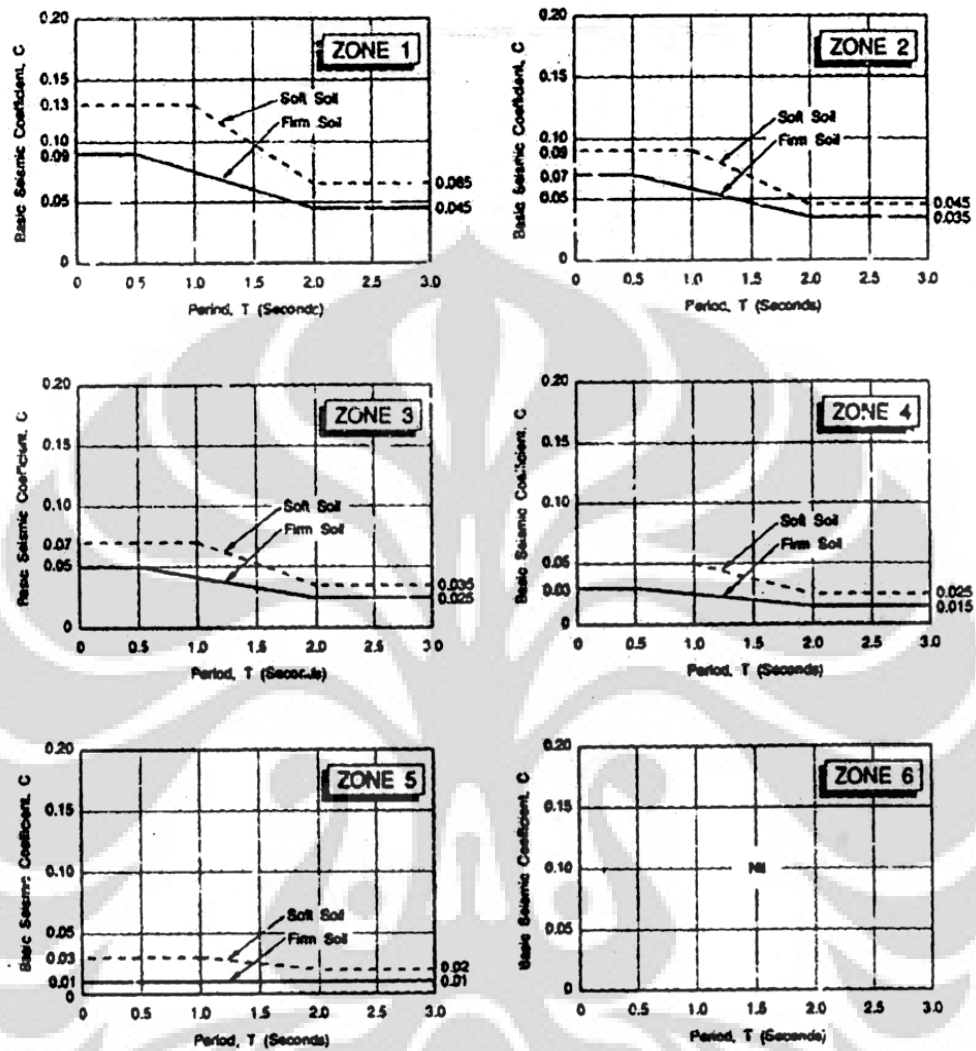 ZONE 1
Basic Seismic Coefficient, C
0.20
0.15
0.13
0.10
0.09
0.05
0
Soft Soil
Firm Soil
0.065
0.045
0 0.5 1.0 1.5 2.0 2.5 3.0
Period, T (Seconds)
ZONE 2
Basic Seismic Coefficient, C
0.20
0.15
0.10
0.09
0.07
0.05
0
Soft Soil
Firm Soil
0.045
0.035
0 0.5 1.0 1.5 2.0 2.5 3.0
Period, T (Seconds)
ZONE 3
Basic Seismic Coefficient, C
0.20
0.15
0.10
0.07
0.05
0
Soft Soil
Firm Soil
0.035
0.025
0 0.5 1.0 1.5 2.0 2.5 3.0
Period, T (Seconds)
ZONE 4
Basic Seismic Coefficient, C
0.20
0.15
0.10
0.05
0.03
0
Soft Soil
Firm Soil
0.025
0.015
0 0.5 1.0 1.5 2.0 2.5 3.0
Period, T (Seconds)
ZONE 5
Basic Seismic Coefficient, C
0.20
0.15
0.10
0.05
0.03
0.01
0
Soft Soil
Firm Soil
0.02
0.01
0 0.5 1.0 1.5 2.0 2.5 3.0
Period, T (Seconds)
ZONE 6
Basic Seismic Coefficient, C
0.20
0.15
0.10
0.05
0
Nil
0 0.5 1.0 1.5 2.0 2.5 3.0
Period, T (Seconds)